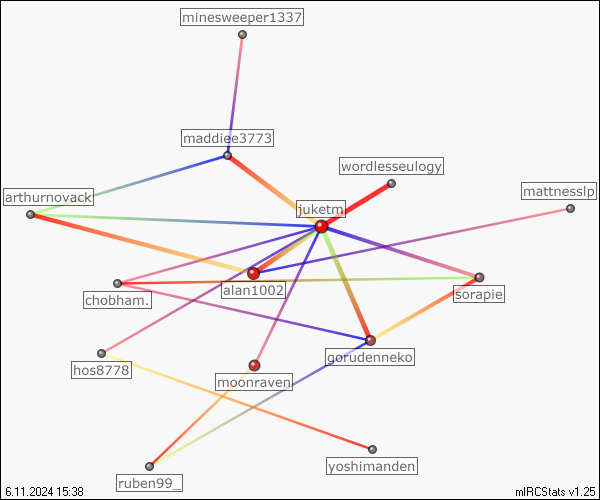 minesweeper1337
maddiee3773
wordlesseulogy
arthurnovack
mattnesslp
juketm
alan1002
sorapie
chobham.
gorudenneko
hos8778
moonraven
yoshimanden
ruben99_
6.11.2024 15:38
mIRCStats v1.25